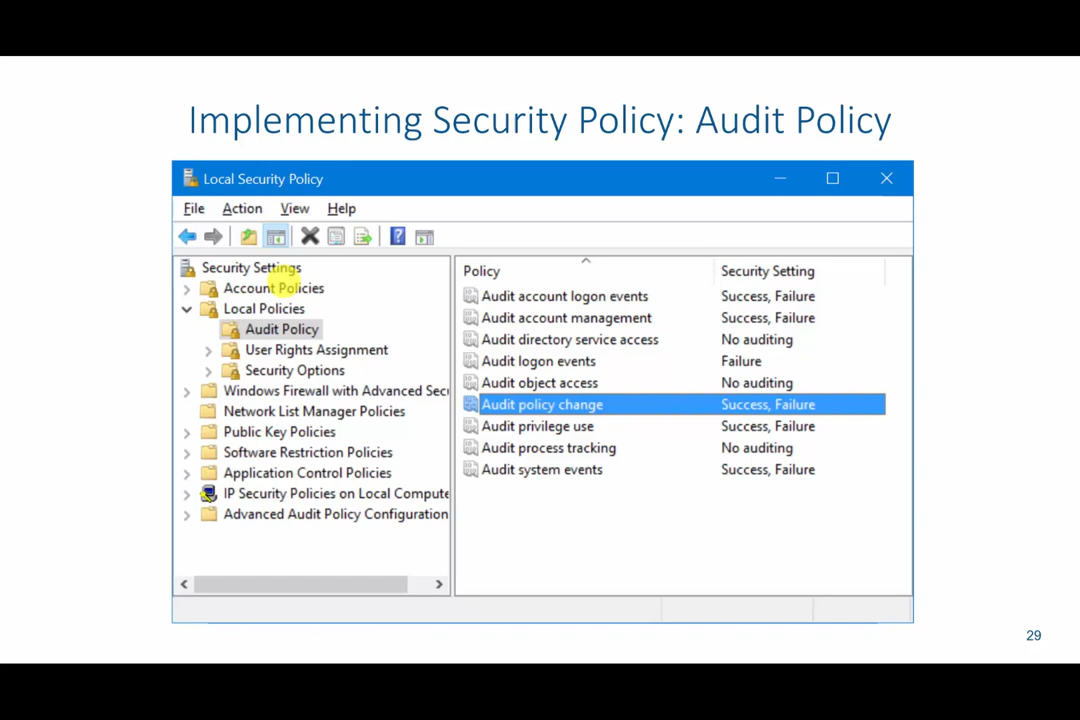 Implementing Security Policy: Audit Policy
Local Security Policy
File Action View Help
Security Settings
Account Policies
Local Policies
Audit Policy
User Rights Assignment
Security Options
Windows Firewall with Advanced Sec
Network List Manager Policies
Public Key Policies
Software Restriction Policies
Application Control Policies
IP Security Policies on Local Compute
Advanced Audit Policy Configuration
Policy Security Setting
Audit account logon events Success, Failure
Audit account management Success, Failure
Audit directory service access No auditing
Audit logon events Failure
Audit object access No auditing
Audit policy change Success, Failure
Audit privilege use Success, Failure
Audit process tracking No auditing
Audit system events Success, Failure
29